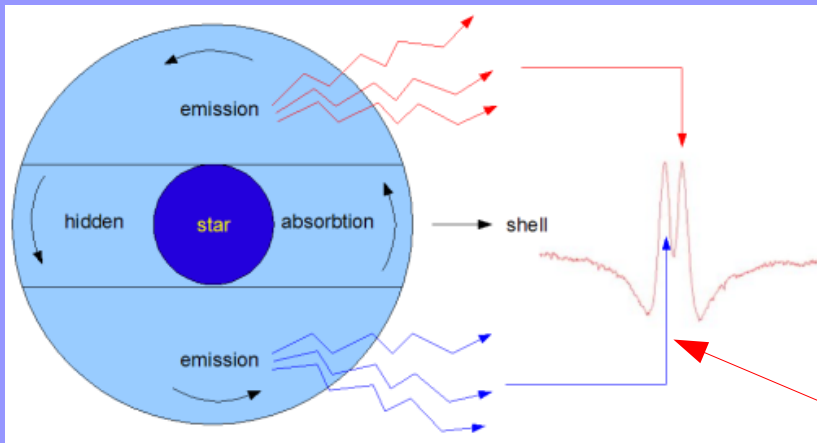 emission
hidden
star
absorbtion
shell
emission